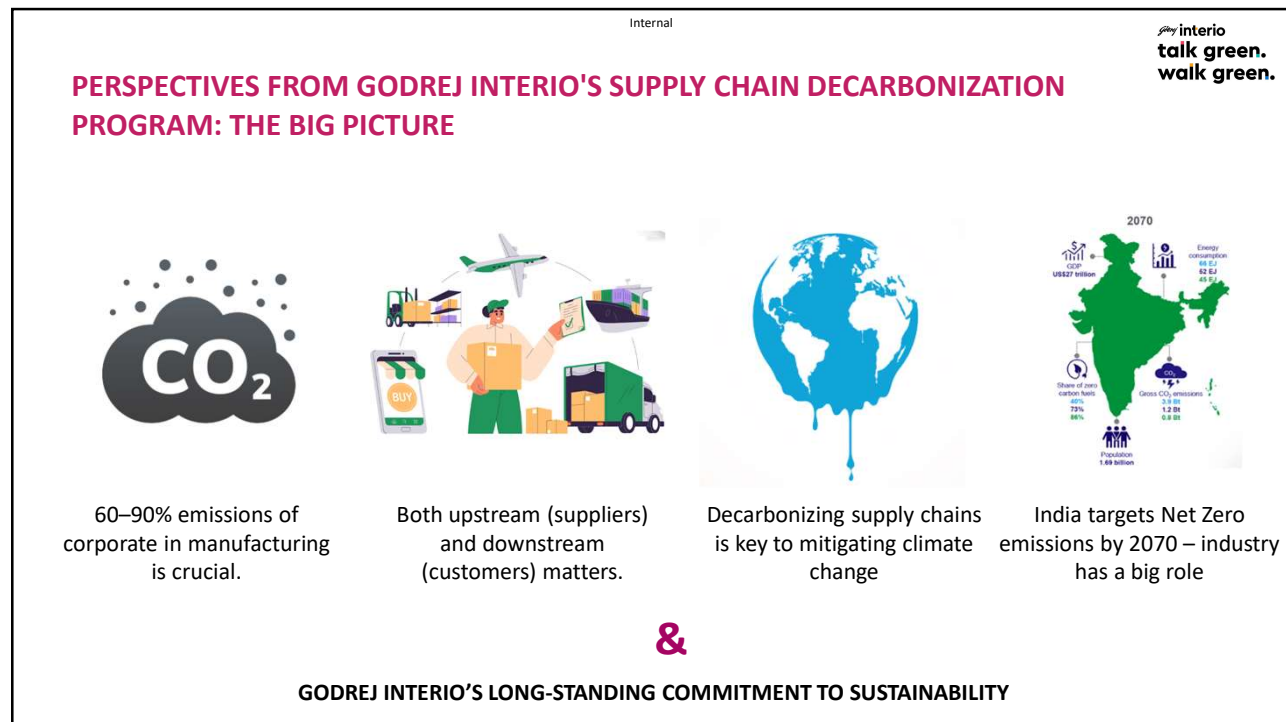 Internal
Godrej interio
talk green.
walk green.
PERSPECTIVES FROM GODREJ INTERIO'S SUPPLY CHAIN DECARBONIZATION
PROGRAM: THE BIG PICTURE
CO2
BUY
2070
GDP
US$27 trillion
Energy
consumption
66 EJ
62 EJ
45 EJ
Share of zero
carbon fuels
40%
73%
CO2
Gross CO2 emissions
3.9 Bt
1.2 Bt
0.8 Bt
Population
1.69 billion
60–90% emissions of
corporate in manufacturing
is crucial.
Both upstream (suppliers)
and downstream
(customers) matters.
Decarbonizing supply chains
is key to mitigating climate
change
India targets Net Zero
emissions by 2070 – industry
has a big role
&
GODREJ INTERIO’S LONG-STANDING COMMITMENT TO SUSTAINABILITY